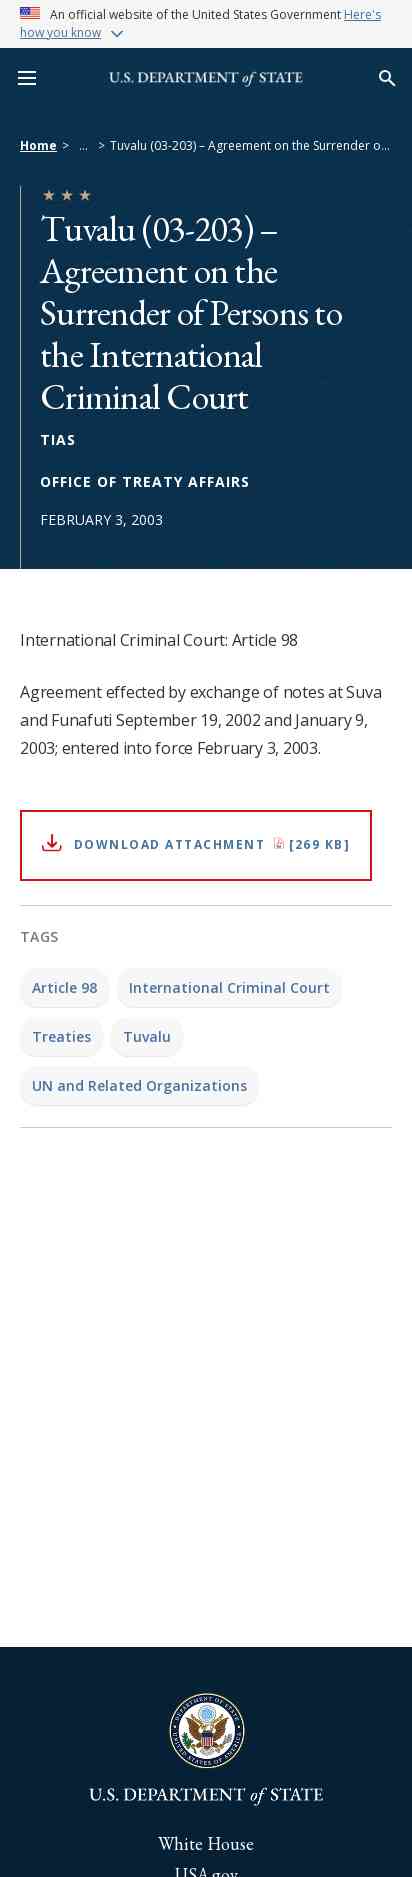 An official website of the United States Government Here's
how you know
U.S. DEPARTMENT of STATE
Home > ... > Tuvalu (03-203) – Agreement on the Surrender o...
Tuvalu (03-203) –
Agreement on the
Surrender of Persons to
the International
Criminal Court
TIAS
OFFICE OF TREATY AFFAIRS
FEBRUARY 3, 2003
International Criminal Court: Article 98
Agreement effected by exchange of notes at Suva
and Funafuti September 19, 2002 and January 9,
2003; entered into force February 3, 2003.
DOWNLOAD ATTACHMENT [269 KB]
TAGS
Article 98 International Criminal Court
Treaties Tuvalu
UN and Related Organizations
DEPARTMENT OF STATE
UNITED STATES OF AMERICA
U.S. DEPARTMENT of STATE
White House
USA.gov